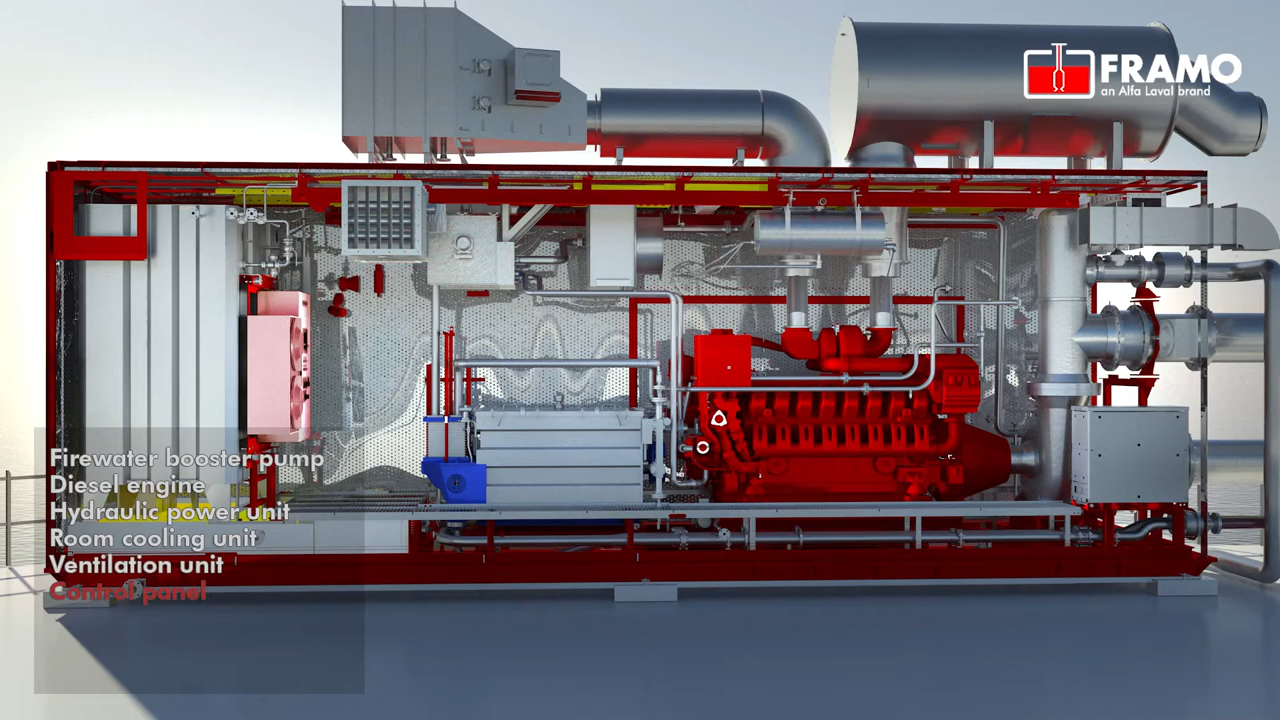 FRAMO
an Alfa Laval brand
Firewater booster pump
Diesel engine
Hydraulic power unit
Room cooling unit
Ventilation unit
Control panel